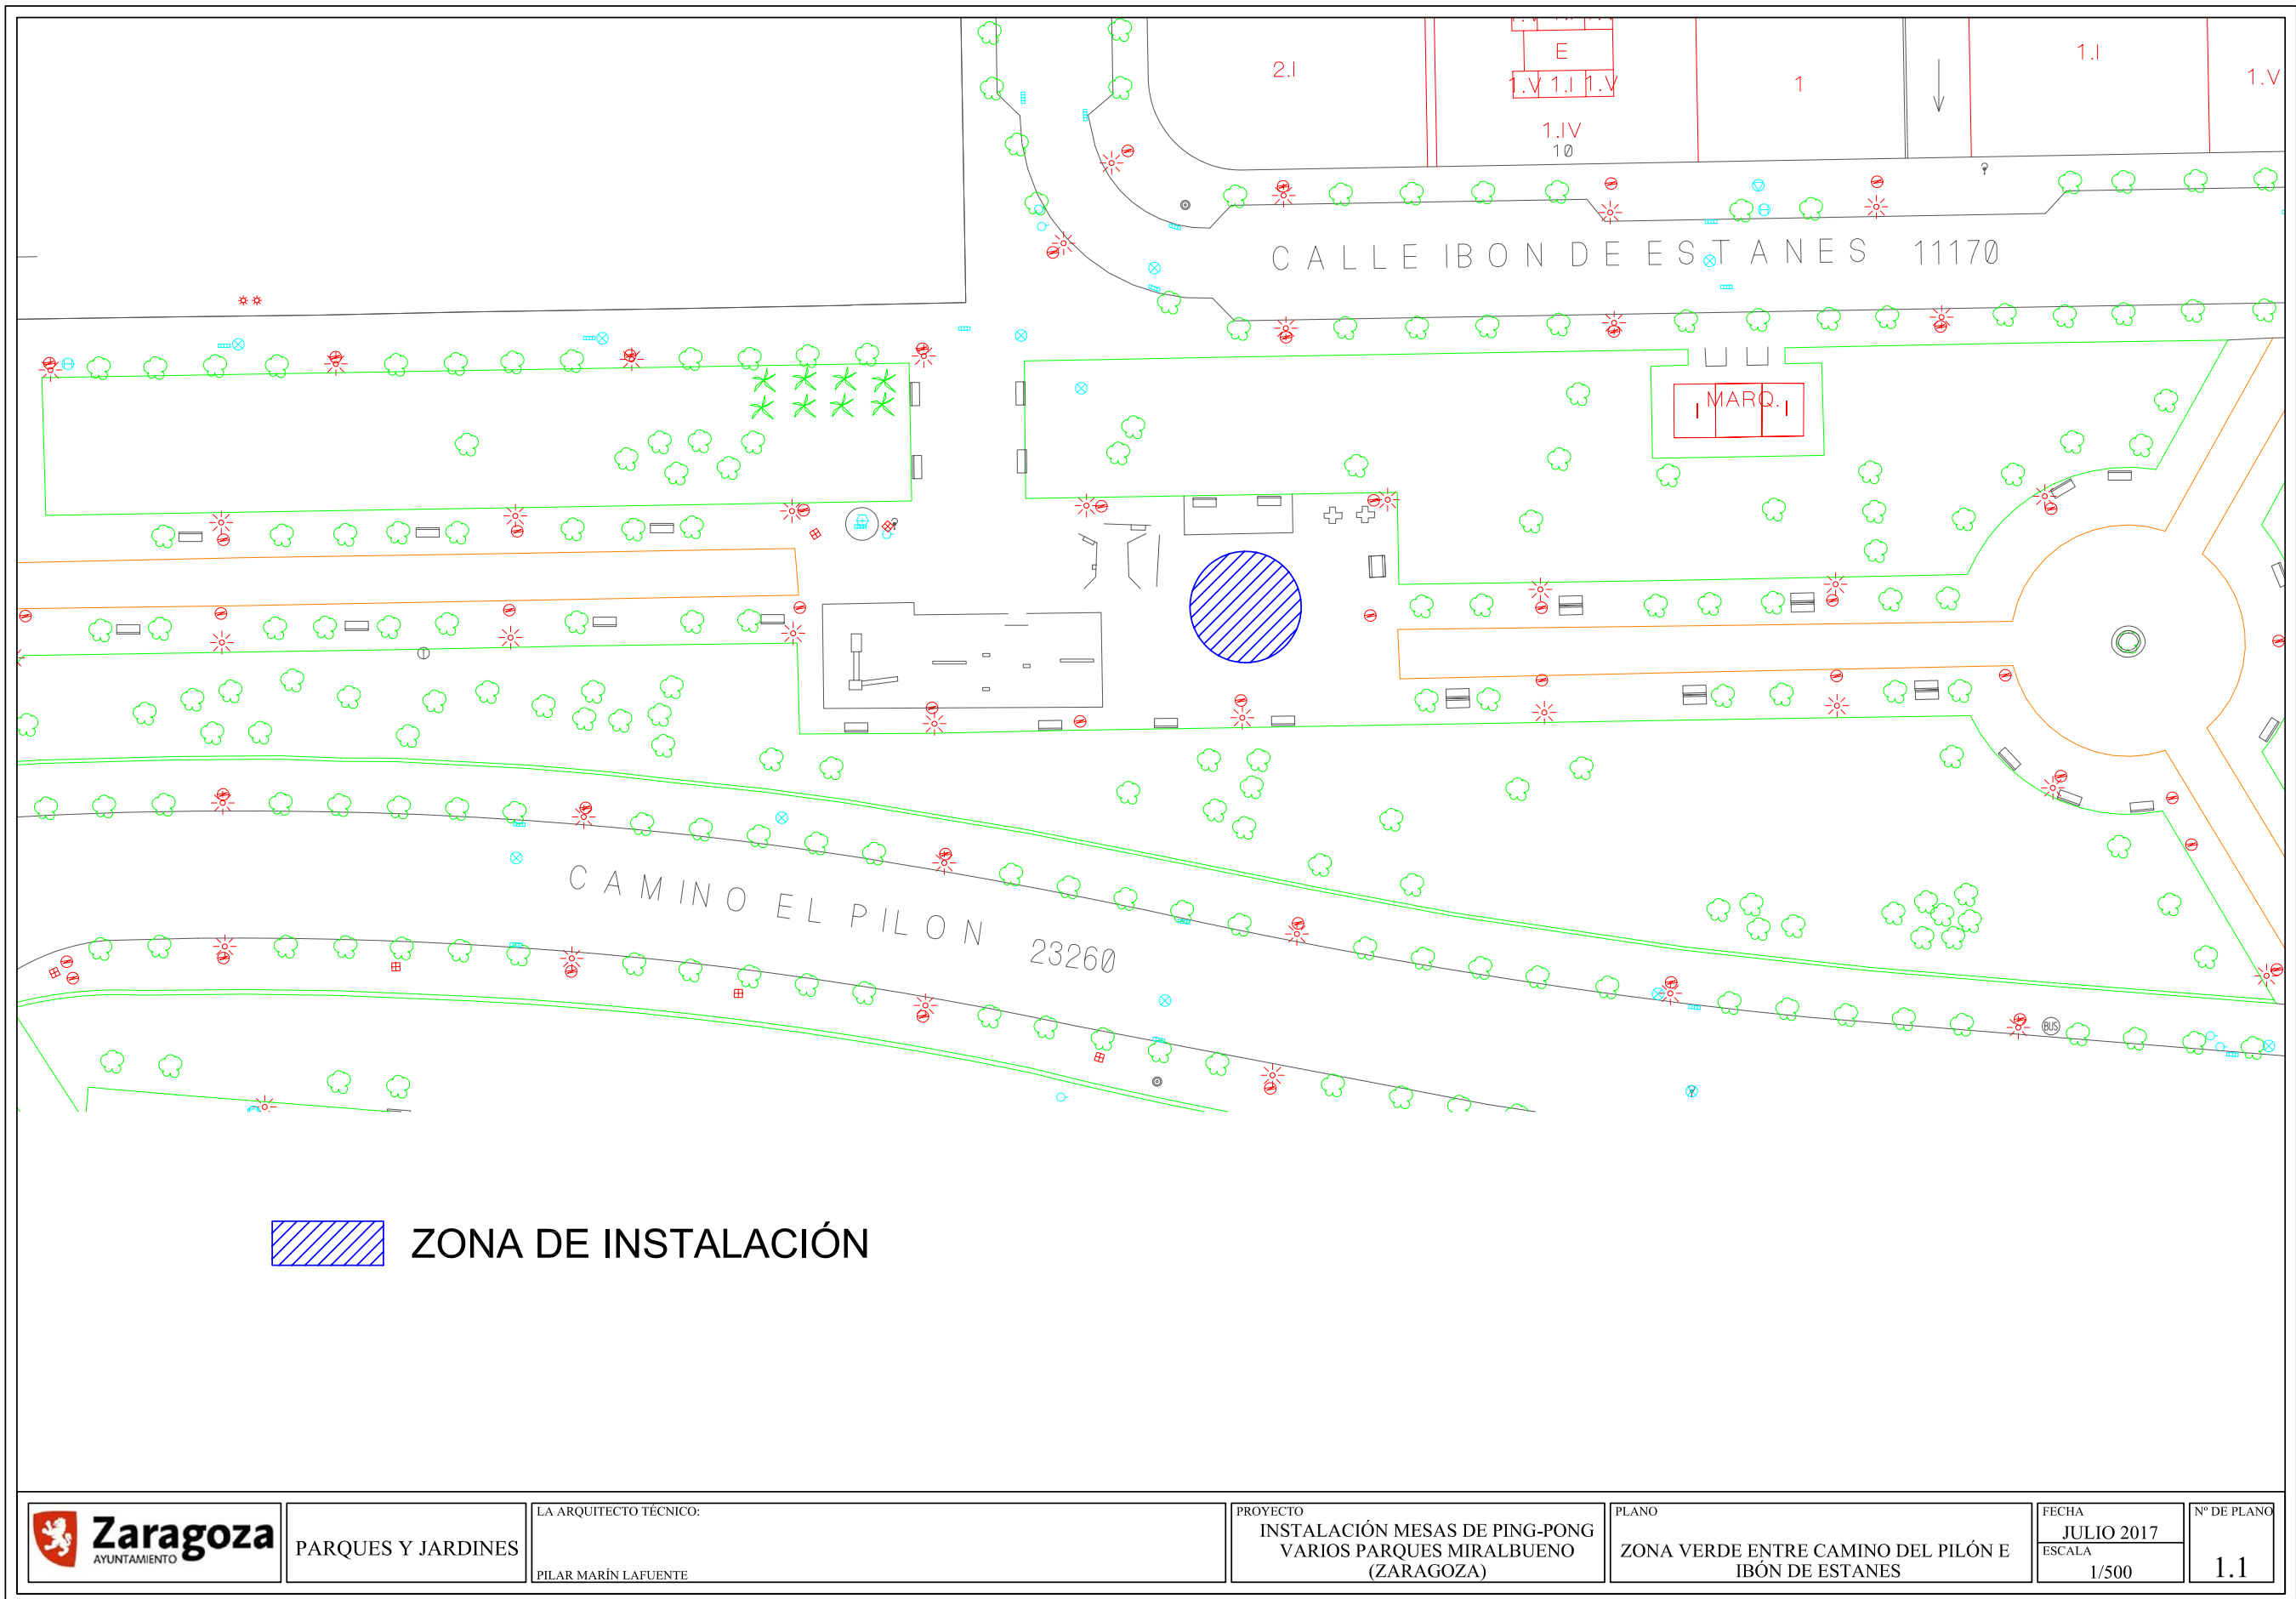 2.I
E
1.V 1.I 1.V
1.IV
10
1
1.I
1.V
CALLE IBON DE ESTANES 11170
MARQ.
CAMINO EL PILON 23260
BUS
ZONA DE INSTALACIÓN
Zaragoza
AYUNTAMIENTO
PARQUES Y JARDINES
LA ARQUITECTO TÉCNICO:
PILAR MARÍN LAFUENTE
PROYECTO
INSTALACIÓN MESAS DE PING-PONG
VARIOS PARQUES MIRALBUENO
(ZARAGOZA)
PLANO
ZONA VERDE ENTRE CAMINO DEL PILÓN E
IBÓN DE ESTANES
FECHA
JULIO 2017
ESCALA
1/500
Nº DE PLANO
1.1